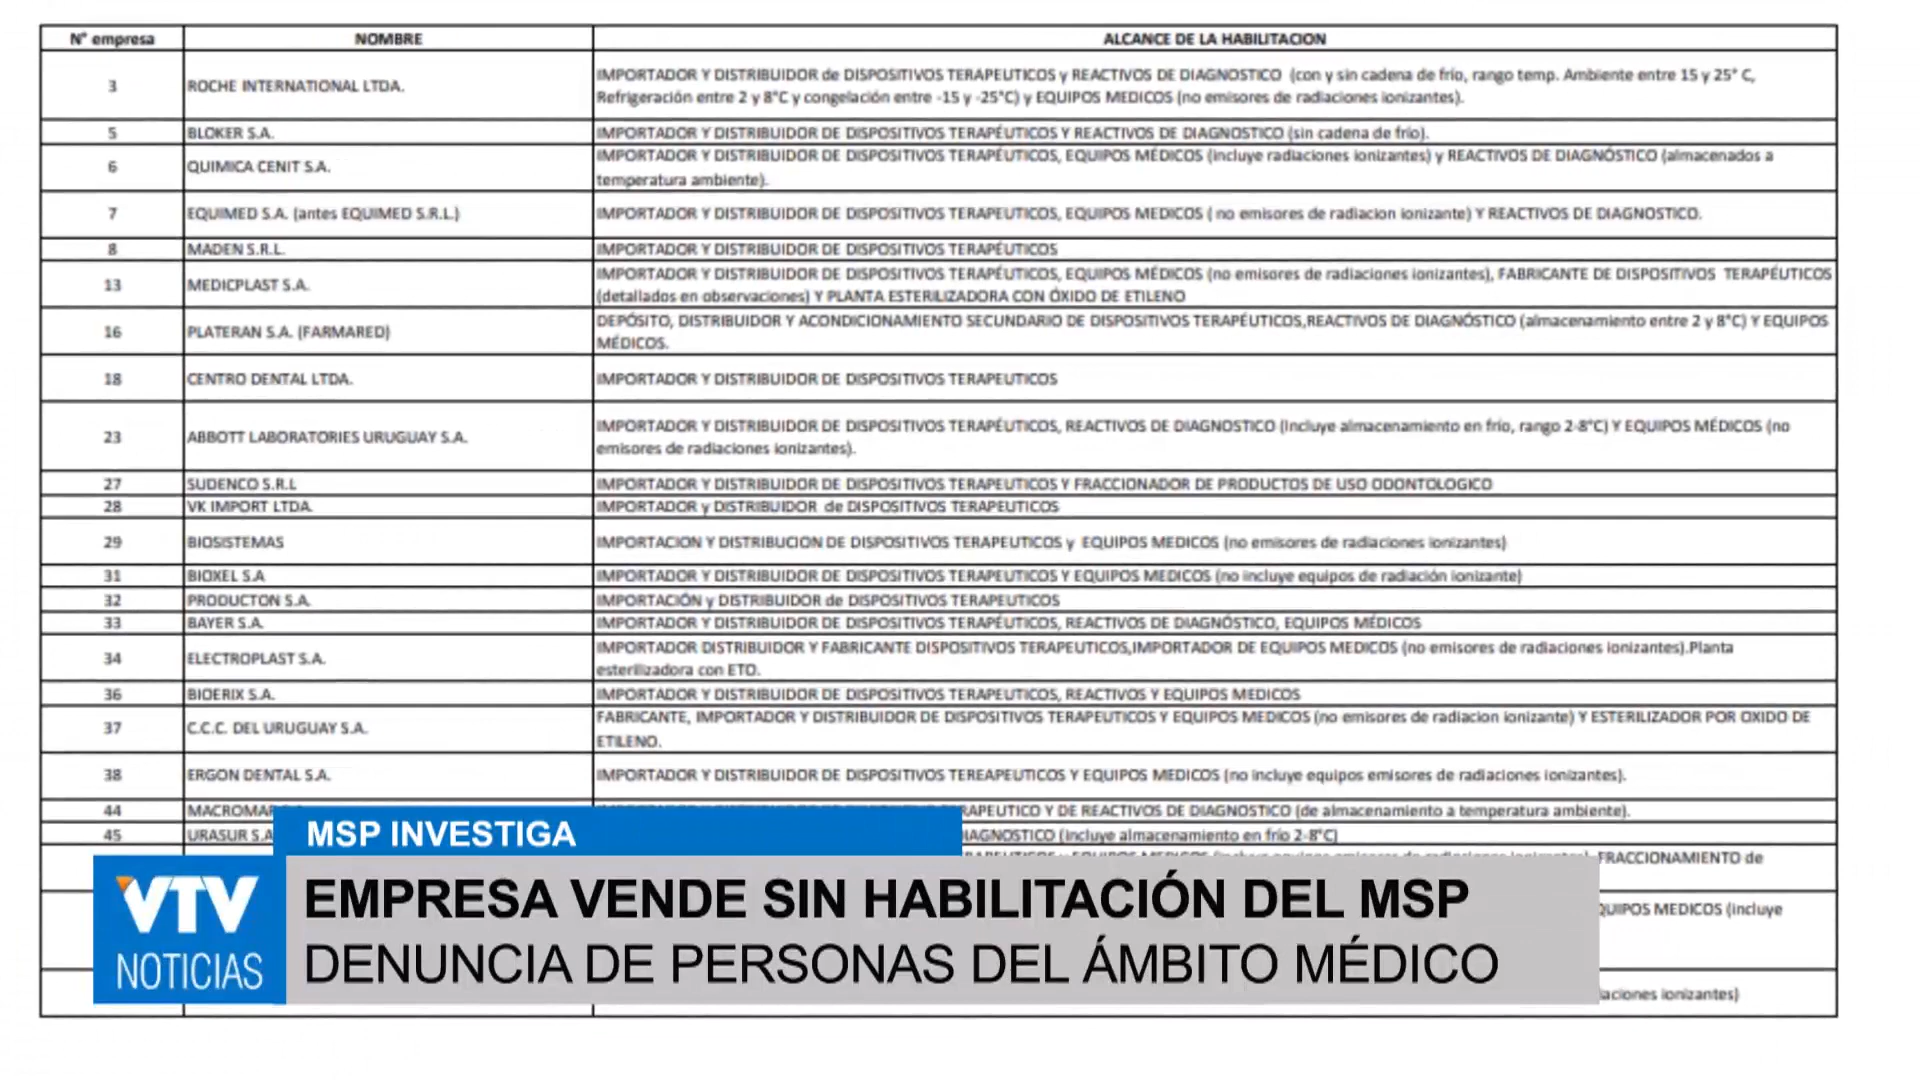 N° empresa NOMBRE ALCANCE DE LA HABILITACION
3 ROCHE INTERNATIONAL LTDA. IMPORTADOR Y DISTRIBUIDOR de DISPOSITIVOS TERAPEUTICOS y REACTIVOS DE DIAGNOSTICO (con y sin cadena de frío, rango temp. Ambiente entre 15 y 25° C,
Refrigeración entre 2 y 8°C y congelación entre -15 y -25°C) y EQUIPOS MEDICOS (no emisores de radiaciones ionizantes).
5 BLOKER S.A. IMPORTADOR Y DISTRIBUIDOR DE DISPOSITIVOS TERAPÉUTICOS Y REACTIVOS DE DIAGNOSTICO (sin cadena de frío).
6 QUIMICA CENIT S.A. IMPORTADOR Y DISTRIBUIDOR DE DISPOSITIVOS TERAPÉUTICOS, EQUIPOS MÉDICOS (incluye radiaciones ionizantes) y REACTIVOS DE DIAGNÓSTICO (almacenados a
temperatura ambiente).
7 EQUIMED S.A. (antes EQUIMED S.R.L.) IMPORTADOR Y DISTRIBUIDOR DE DISPOSITIVOS TERAPEUTICOS, EQUIPOS MEDICOS ( no emisores de radiacion ionizante) Y REACTIVOS DE DIAGNOSTICO.
8 MADEN S.R.L. IMPORTADOR Y DISTRIBUIDOR DE DISPOSITIVOS TERAPÉUTICOS
13 MEDICPLAST S.A. IMPORTADOR Y DISTRIBUIDOR DE DISPOSITIVOS TERAPÉUTICOS, EQUIPOS MÉDICOS (no emisores de radiaciones ionizantes), FABRICANTE DE DISPOSITIVOS TERAPÉUTICOS
(detallados en observaciones) Y PLANTA ESTERILIZADORA CON ÓXIDO DE ETILENO
16 PLATERAN S.A. (FARMARED) DEPÓSITO, DISTRIBUIDOR Y ACONDICIONAMIENTO SECUNDARIO DE DISPOSITIVOS TERAPÉUTICOS,REACTIVOS DE DIAGNÓSTICO (almacenamiento entre 2 y 8°C) Y EQUIPOS
MÉDICOS.
18 CENTRO DENTAL LTDA. IMPORTADOR Y DISTRIBUIDOR DE DISPOSITIVOS TERAPEUTICOS
23 ABBOTT LABORATORIES URUGUAY S.A. IMPORTADOR Y DISTRIBUIDOR DE DISPOSITIVOS TERAPÉUTICOS, REACTIVOS DE DIAGNOSTICO (Incluye almacenamiento en frío, rango 2-8°C) Y EQUIPOS MÉDICOS (no
emisores de radiaciones ionizantes).
27 SUDENCO S.R.L IMPORTADOR Y DISTRIBUIDOR DE DISPOSITIVOS TERAPEUTICOS Y FRACCIONADOR DE PRODUCTOS DE USO ODONTOLOGICO
28 VK IMPORT LTDA. IMPORTADOR y DISTRIBUIDOR de DISPOSITIVOS TERAPEUTICOS
29 BIOSISTEMAS IMPORTACION Y DISTRIBUCION DE DISPOSITIVOS TERAPEUTICOS y EQUIPOS MEDICOS (no emisores de radiaciones ionizantes)
31 BIOXEL S.A IMPORTADOR Y DISTRIBUIDOR DE DISPOSITIVOS TERAPEUTICOS Y EQUIPOS MEDICOS (no incluye equipos de radiación ionizante)
32 PRODUCTON S.A. IMPORTACIÓN y DISTRIBUIDOR de DISPOSITIVOS TERAPEUTICOS
33 BAYER S.A. IMPORTADOR Y DISTRIBUIDOR DE DISPOSITIVOS TERAPÉUTICOS, REACTIVOS DE DIAGNÓSTICO, EQUIPOS MÉDICOS
34 ELECTROPLAST S.A. IMPORTADOR DISTRIBUIDOR Y FABRICANTE DISPOSITIVOS TERAPEUTICOS,IMPORTADOR DE EQUIPOS MEDICOS (no emisores de radiaciones ionizantes).Planta
esterilizadora con ETO.
36 BIOERIX S.A. IMPORTADOR Y DISTRIBUIDOR DE DISPOSITIVOS TERAPEUTICOS, REACTIVOS Y EQUIPOS MEDICOS
37 C.C.C. DEL URUGUAY S.A. FABRICANTE, IMPORTADOR Y DISTRIBUIDOR DE DISPOSITIVOS TERAPEUTICOS Y EQUIPOS MEDICOS (no emisores de radiacion ionizante) Y ESTERILIZADOR POR OXIDO DE
ETILENO.
38 ERGON DENTAL S.A. IMPORTADOR Y DISTRIBUIDOR DE DISPOSITIVOS TEREAPEUTICOS Y EQUIPOS MEDICOS (no incluye equipos emisores de radiaciones ionizantes).
44 MACROMAR RAPEUTICO Y DE REACTIVOS DE DIAGNOSTICO (de almacenamiento a temperatura ambiente).
45 URASUR S.A IAGNOSTICO (incluye almacenamiento en frío 2-8°C)
FRACCIONAMIENTO de
QUIPOS MEDICOS (incluye
iaciones ionizantes)
MSP INVESTIGA
VTV
NOTICIAS
EMPRESA VENDE SIN HABILITACIÓN DEL MSP
DENUNCIA DE PERSONAS DEL ÁMBITO MÉDICO